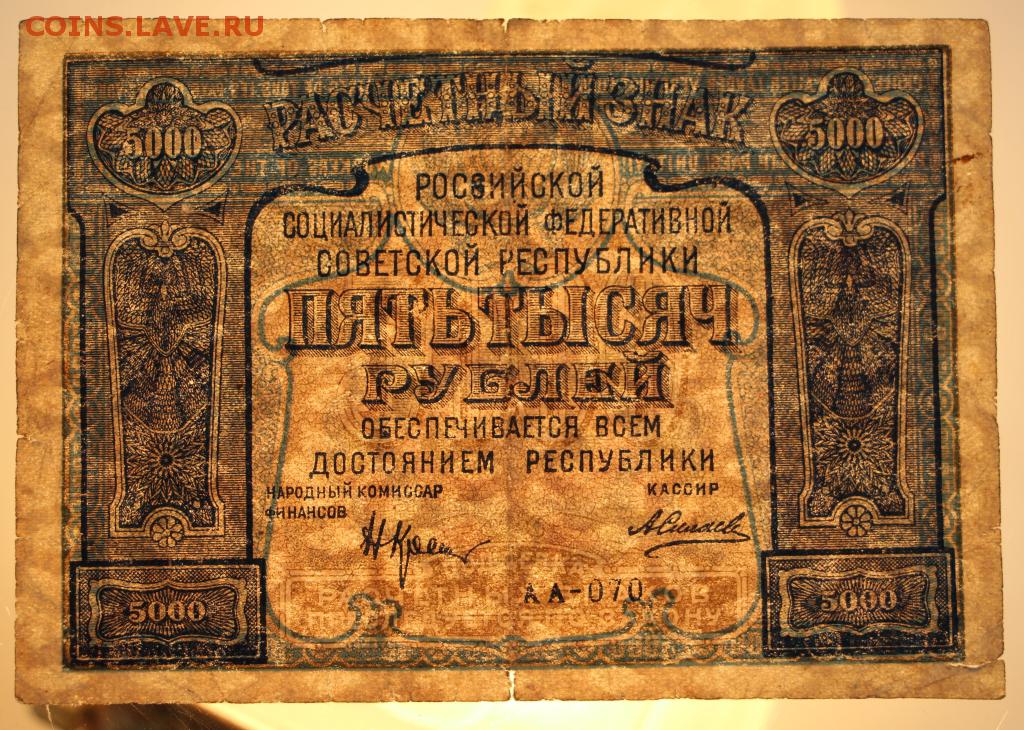 COINS.LAVE.RU
РАСЧЕТНЫЙ ЗНАК
5000 5000
РОССИЙСКОЙ
СОЦИАЛИСТИЧЕСКОЙ ФЕДЕРАТИВНОЙ
СОВЕТСКОЙ РЕСПУБЛИКИ
ПЯТЬ ТЫСЯЧ
РУБЛЕЙ
ОБЕСПЕЧИВАЕТСЯ ВСЕМ
ДОСТОЯНИЕМ РЕСПУБЛИКИ
НАРОДНЫЙ КОМИССАР КАССИР
ФИНАНСОВ
АА-070
5000 5000